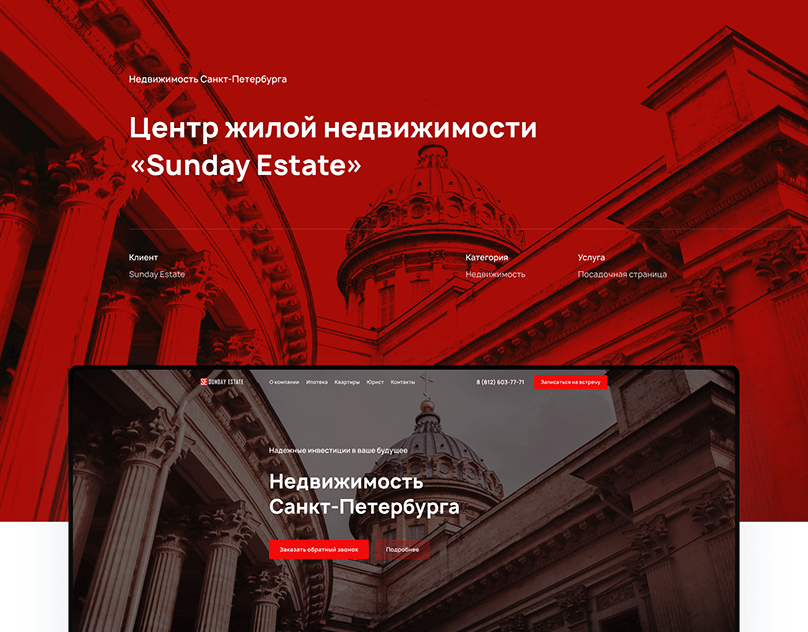 Недвижимость Санкт-Петербурга
Центр жилой недвижимости
«Sunday Estate»
Клиент
Категория
Услуга
Sunday Estate
Недвижимость
Посадочная страница
SE SUNDAY ESTATE
О компании Ипотека Квартиры Юрист Контакты
8 (812) 603-77-71
Записаться на встречу
Надежные инвестиции в ваше будущее
Недвижимость
Санкт-Петербурга
Заказать обратный звонок
Подробнее